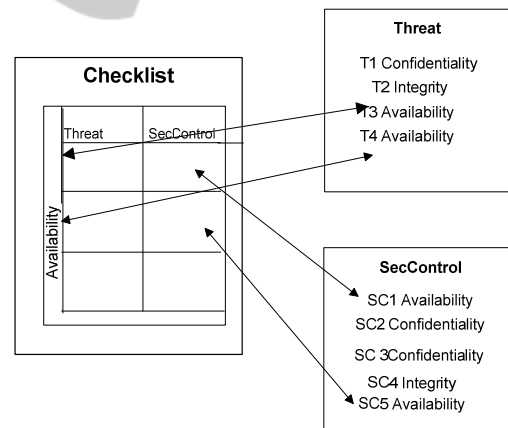 Checklist
Threat SecControl
Availability
Threat
T1 Confidentiality
T2 Integrity
T3 Availability
T4 Availability
SecControl
SC1 Availability
SC2 Confidentiality
SC 3Confidentiality
SC4 Integrity
SC5 Availability